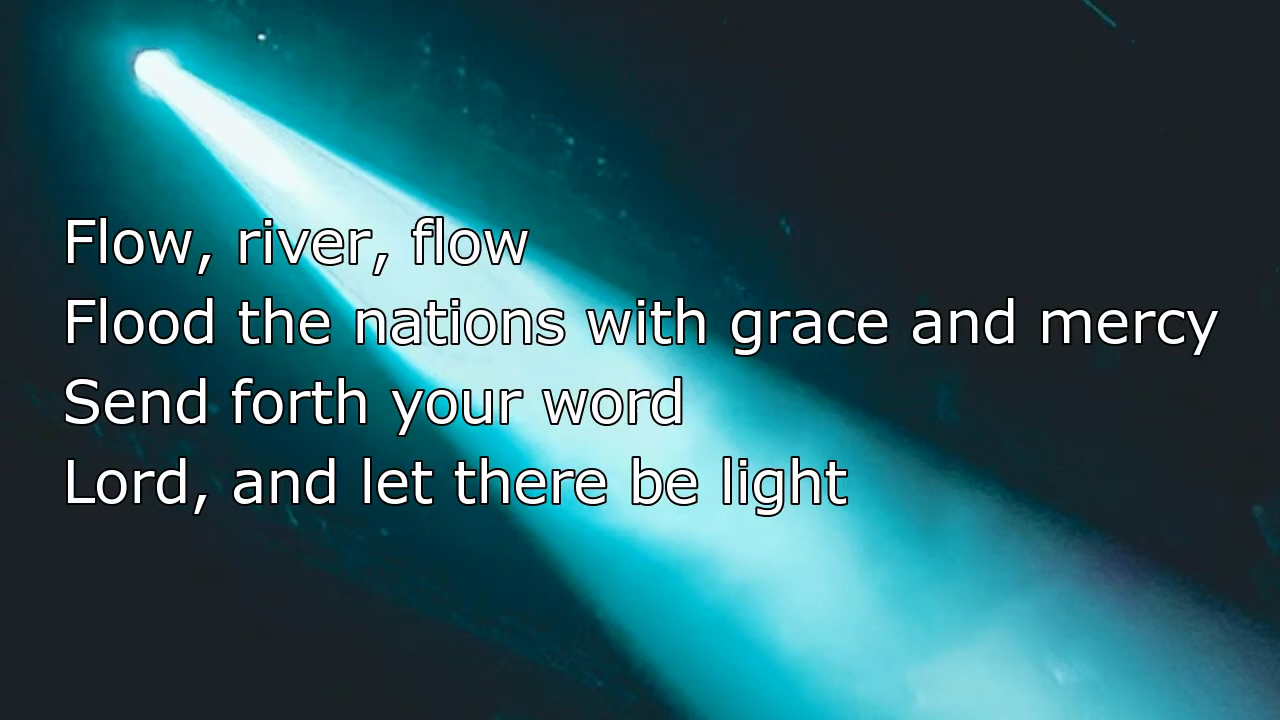 Flow, river, flow
Flood the nations with grace and mercy
Send forth your word
Lord, and let there be light